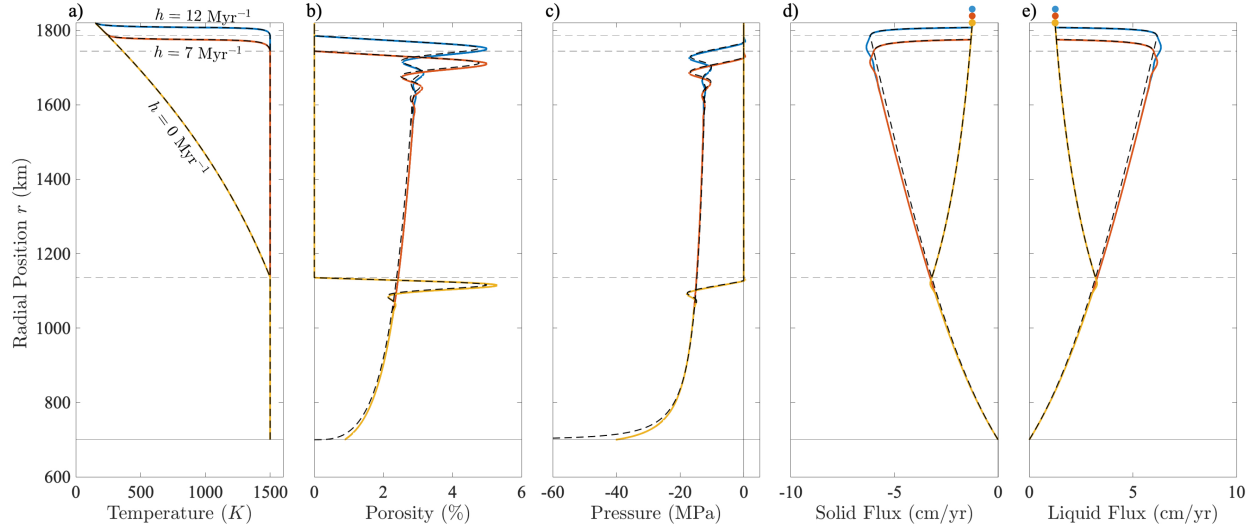 a)
b)
c)
d)
e)
h = 12 Myr⁻¹
h = 7 Myr⁻¹
h = 0 Myr⁻¹
Radial Position r (km)
1800
1600
1400
1200
1000
800
600
0 500 1000 1500
Temperature (K)
0 2 4 6
Porosity (%)
-60 -40 -20 0
Pressure (MPa)
-10 -5 0
Solid Flux (cm/yr)
0 5 10
Liquid Flux (cm/yr)